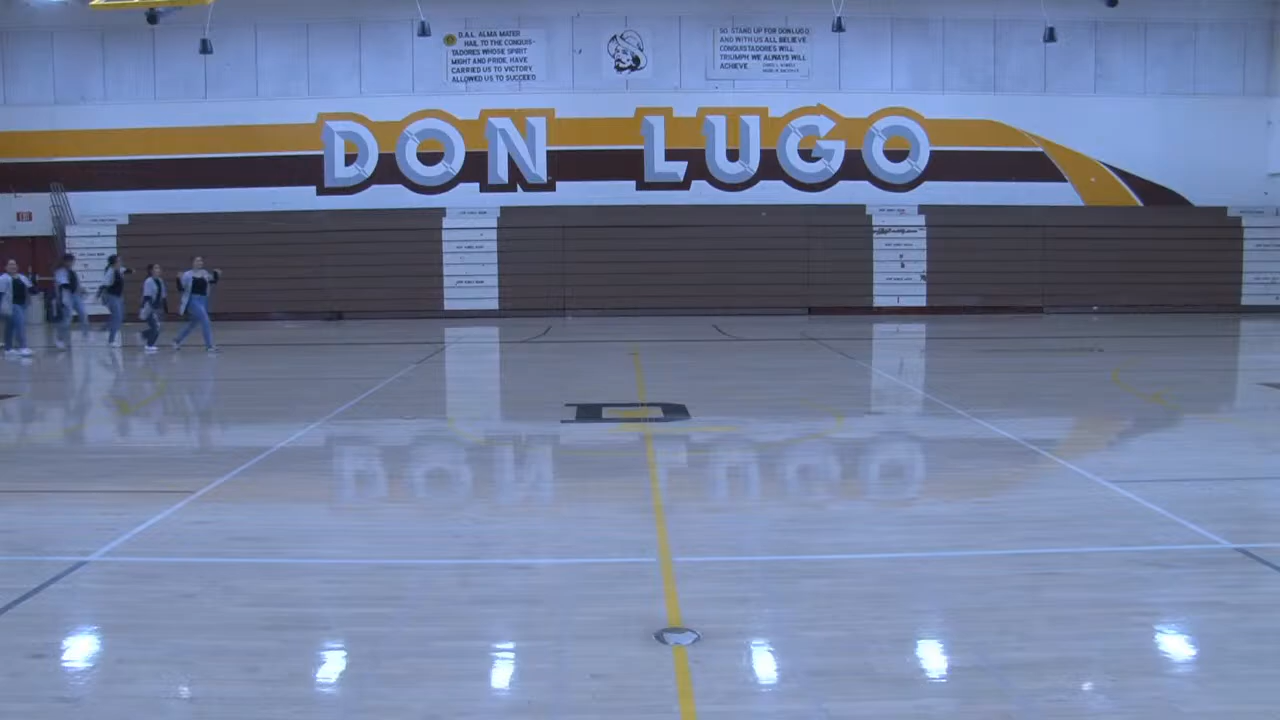 D.A.L. ALMA MATER
HAIL TO THE CONQUIS-
TADORES WHOSE SPIRIT
MIGHT AND PRIDE, HAVE
CARRIED US TO VICTORY
ALLOWED US TO SUCCEED
SO STAND UP FOR DON LUGO
AND WITH US ALL BELIEVE
CONQUISTADORES WILL
TRIUMPH, WE ALWAYS WILL
ACHIEVE
DON LUGO
D